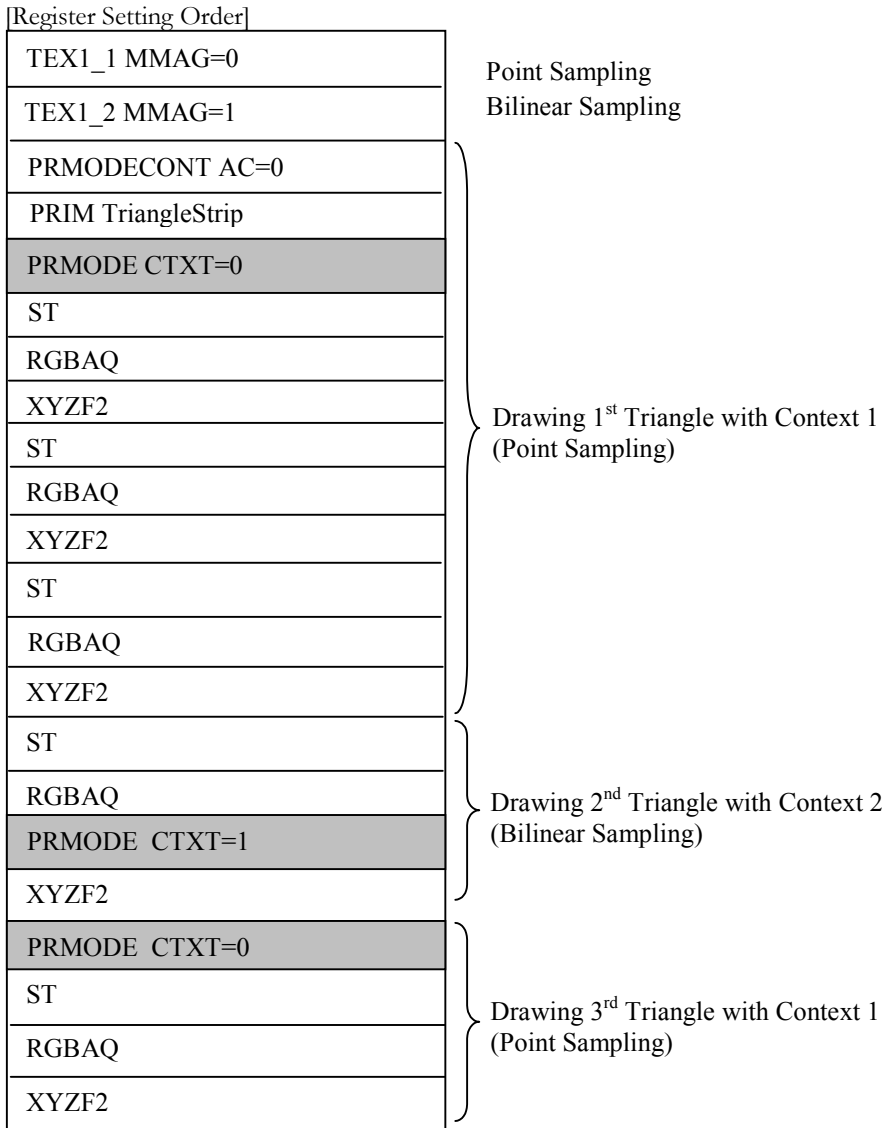 [Register Setting Order]
TEX1_1 MMAG=0
Point Sampling
TEX1_2 MMAG=1
Bilinear Sampling
PRMODECONT AC=0
PRIM TriangleStrip
PRMODE CTXT=0
ST
RGBAQ
XYZF2
ST
RGBAQ
XYZF2
ST
RGBAQ
XYZF2
Drawing 1st Triangle with Context 1
(Point Sampling)
ST
RGBAQ
PRMODE CTXT=1
XYZF2
Drawing 2nd Triangle with Context 2
(Bilinear Sampling)
PRMODE CTXT=0
ST
RGBAQ
XYZF2
Drawing 3rd Triangle with Context 1
(Point Sampling)